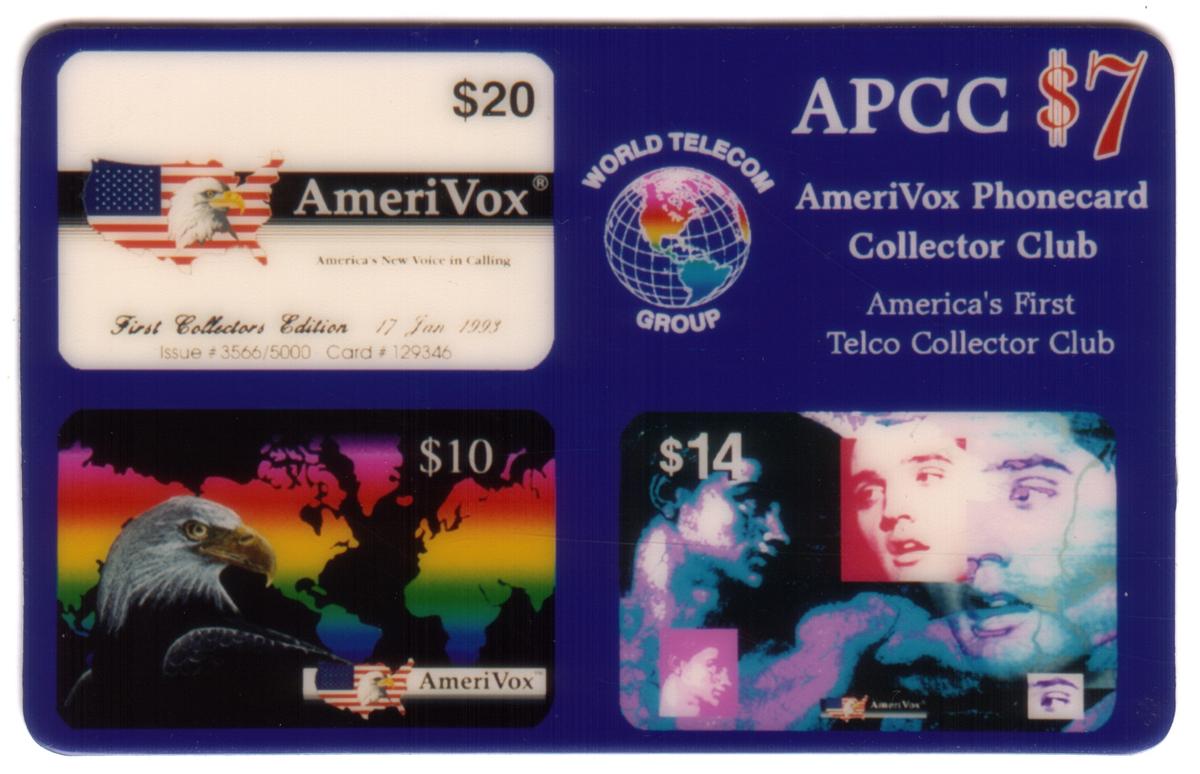 $20
AmeriVox®
America's New Voice in Calling
First Collectors Edition 17 Jan 1993
Issue # 3566/5000 Card # 129346
WORLD TELECOM
GROUP
APCC $7
AmeriVox Phonecard
Collector Club
America's First
Telco Collector Club
$10
AmeriVox™
$14
AmeriVox®